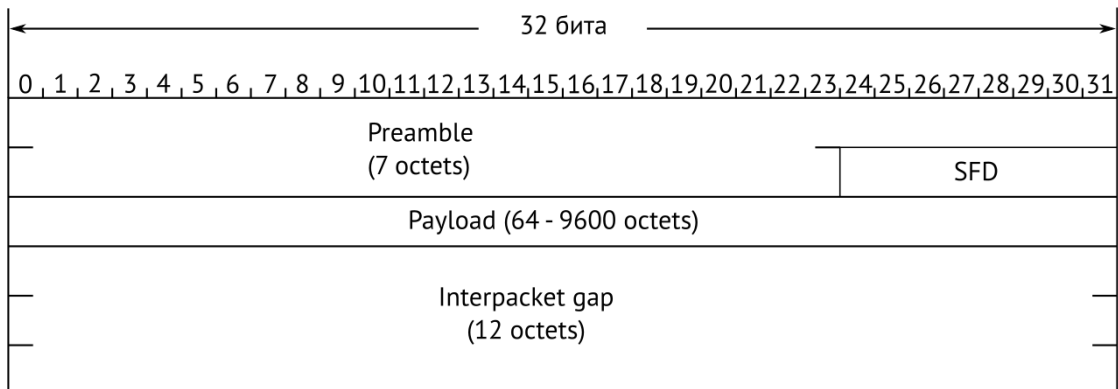 32 бита
0 1 2 3 4 5 6 7 8 9 10 11 12 13 14 15 16 17 18 19 20 21 22 23 24 25 26 27 28 29 30 31
Preamble
(7 octets)
SFD
Payload (64 - 9600 octets)
Interpacket gap
(12 octets)